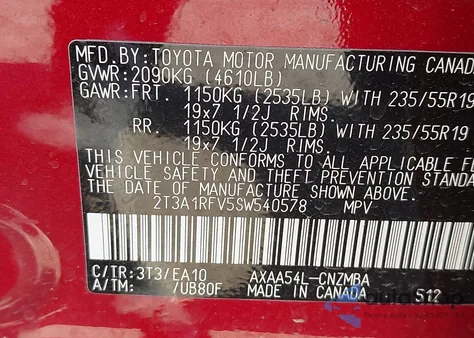 MFD.BY:TOYOTA MOTOR MANUFACTURING CANAD
GVWR:2090KG (4610LB)
GAWR:FRT. 1150KG (2535LB) WITH 235/55R19
19x7 1/2J RIMS.
RR. 1150KG (2535LB) WITH 235/55R19
19x7 1/2J RIMS.
THIS VEHICLE CONFORMS TO ALL APPLICABLE F
VEHICLE SAFETY AND THEFT PREVENTION STANDA
THE DATE OF MANUFACTURE SHOWN ABOVE.
2T3A1RFV5SW540578 MPV
C/TR:3T3/EA10 AXAA54L-CNZMBA
A/TM: /UB80F MADE IN CANADA S12